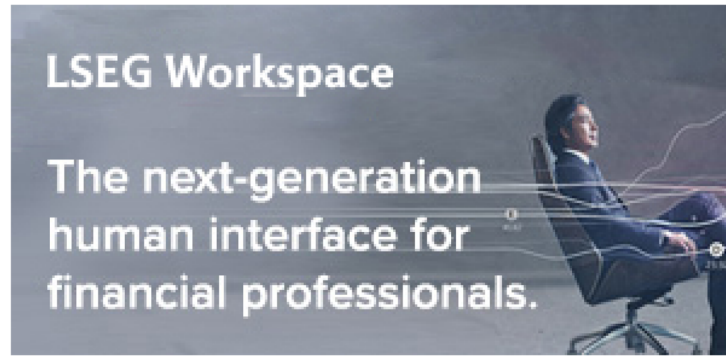 LSEG Workspace
The next-generation
human interface for
financial professionals.